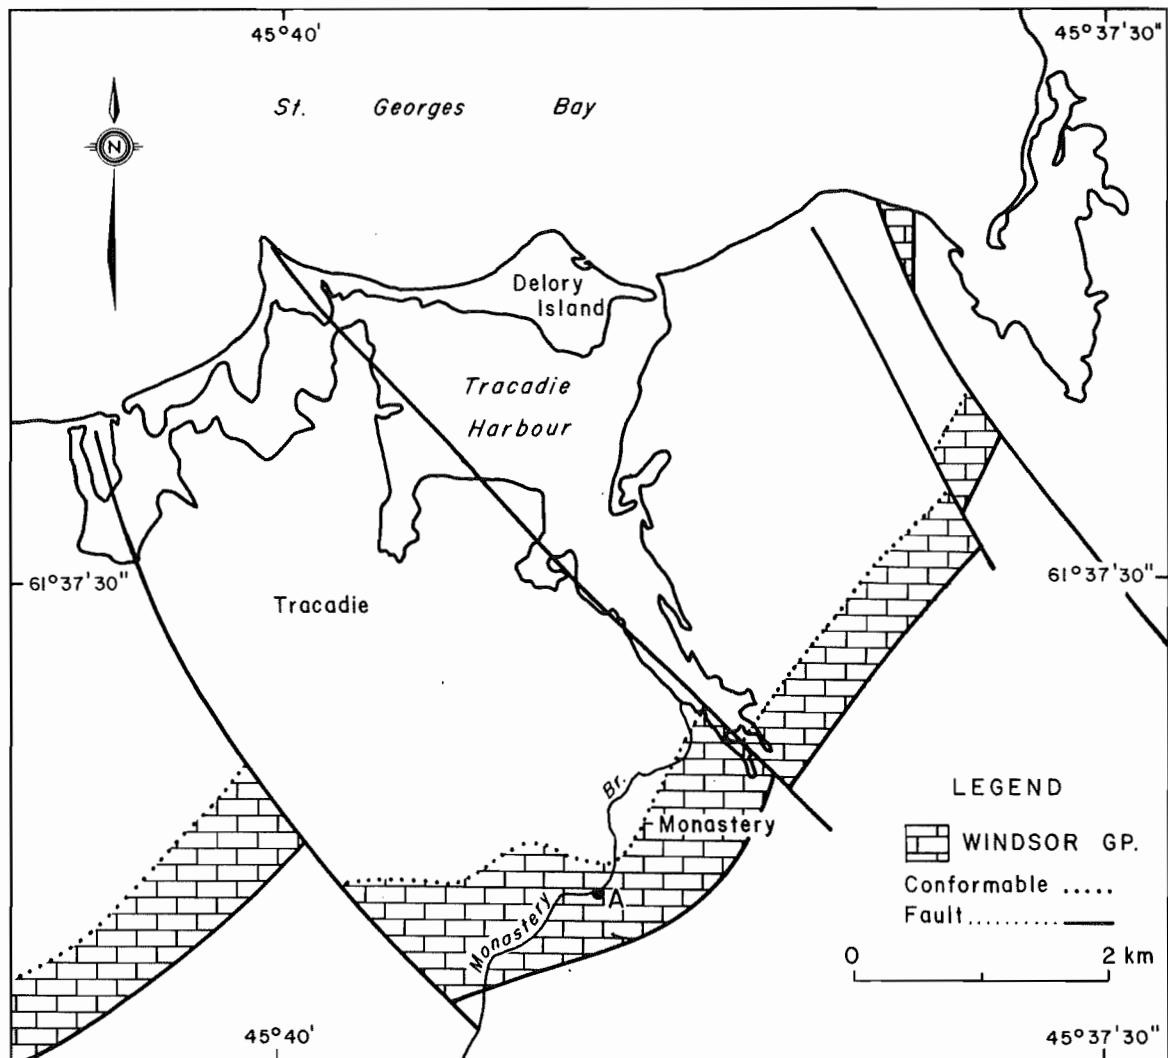 45°40'
45°37'30"
St. Georges Bay
N
Delory
Island
Tracadie
Harbour
61°37'30"
61°37'30"
Tracadie
Br.
Monastery
Monastery
A
LEGEND
WINDSOR GP.
Conformable .....
Fault..........
0 2 km
45°40'
45°37'30"